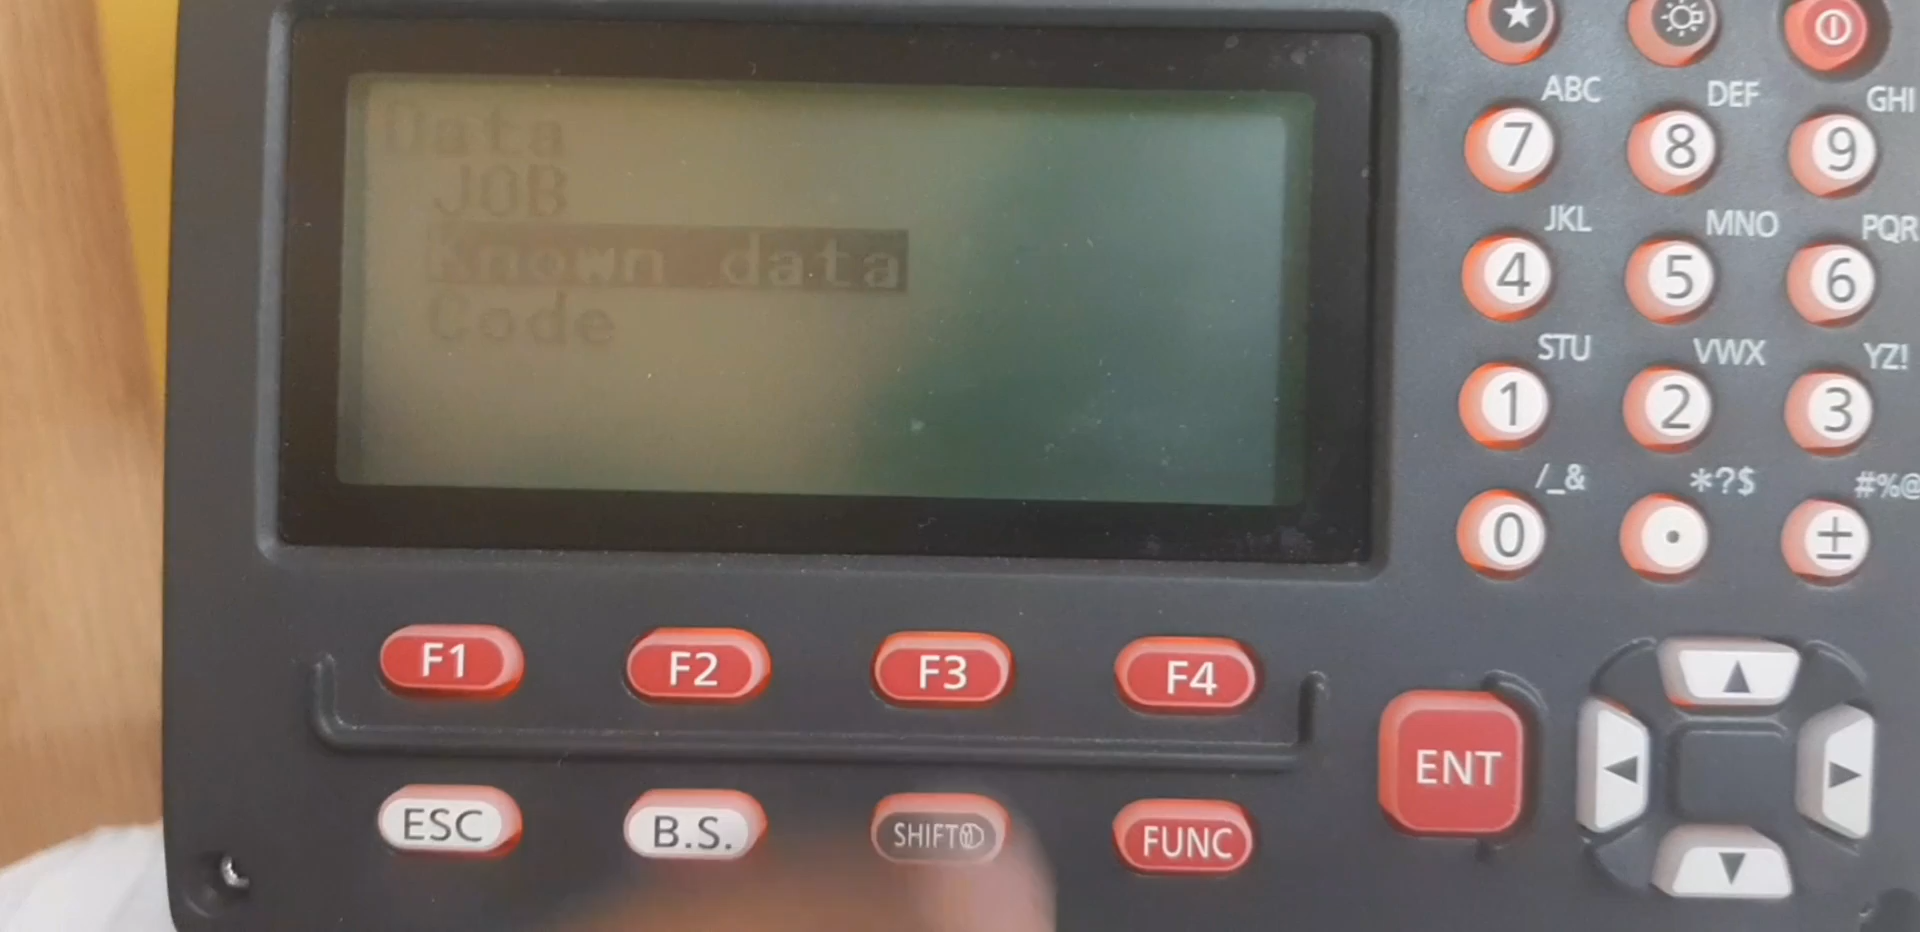 Data
JOB
Known data
Code
ABC DEF GHI
7 8 9
JKL MNO PQR
4 5 6
STU VWX YZ!
1 2 3
/_& *?$ #%@
0 • ±
F1 F2 F3 F4
ENT
ESC B.S. SHIFT FUNC